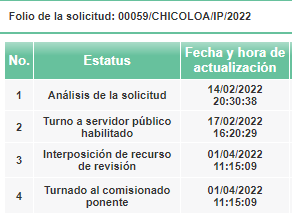 Folio de la solicitud: 00059/CHICOLOA/IP/2022
No. Estatus Fecha y hora de
actualización
1 Análisis de la solicitud 14/02/2022
20:30:38
2 Turno a servidor público
habilitado 17/02/2022
16:20:29
3 Interposición de recurso
de revisión 01/04/2022
11:15:09
4 Turnado al comisionado
ponente 01/04/2022
11:15:09